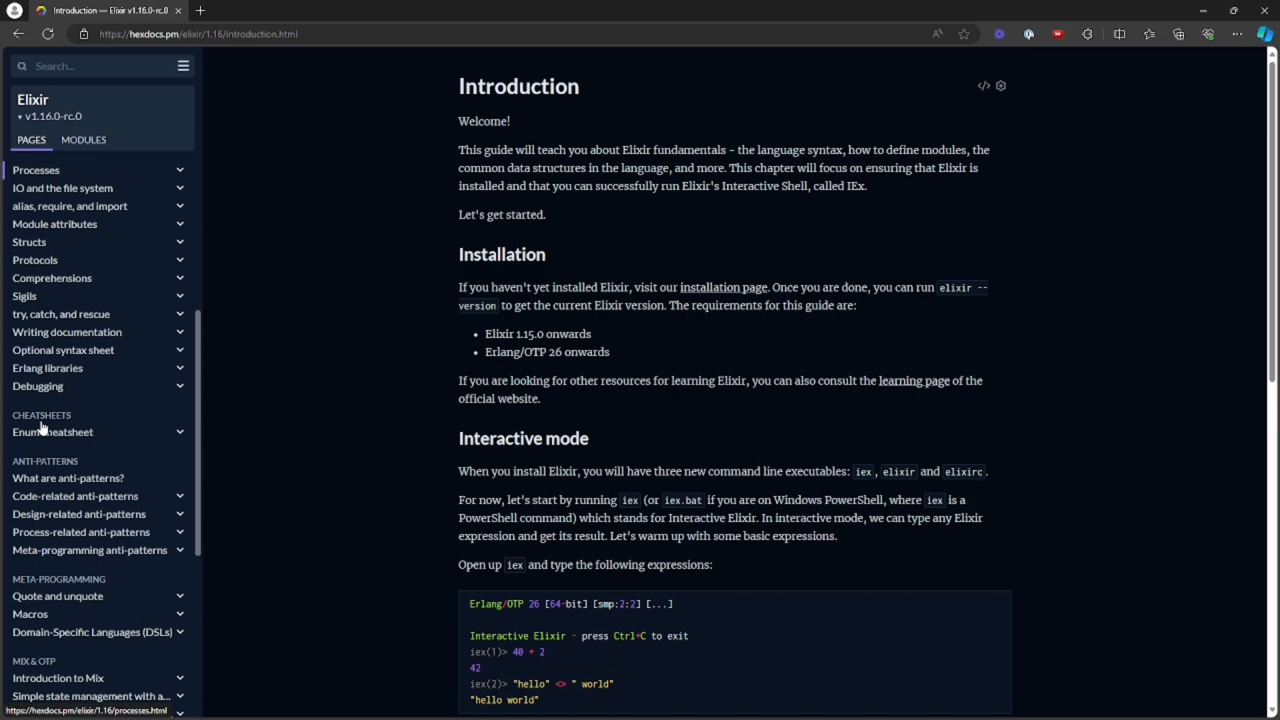 Introduction — Elixir v1.16.0-rc.0
https://hexdocs.pm/elixir/1.16/introduction.html
Search...
Elixir
v1.16.0-rc.0
PAGES MODULES
Processes
IO and the file system
alias, require, and import
Module attributes
Structs
Protocols
Comprehensions
Sigils
try, catch, and rescue
Writing documentation
Optional syntax sheet
Erlang libraries
Debugging
CHEATSHEETS
Enum cheatsheet
ANTI-PATTERNS
What are anti-patterns?
Code-related anti-patterns
Design-related anti-patterns
Process-related anti-patterns
Meta-programming anti-patterns
META-PROGRAMMING
Quote and unquote
Macros
Domain-Specific Languages (DSLs)
MIX & OTP
Introduction to Mix
Simple state management with a...
https://hexdocs.pm/elixir/1.16/processes.html
Introduction
Welcome!
This guide will teach you about Elixir fundamentals - the language syntax, how to define modules, the
common data structures in the language, and more. This chapter will focus on ensuring that Elixir is
installed and that you can successfully run Elixir's Interactive Shell, called IEx.
Let's get started.
Installation
If you haven't yet installed Elixir, visit our installation page. Once you are done, you can run elixir --
version to get the current Elixir version. The requirements for this guide are:
• Elixir 1.15.0 onwards
• Erlang/OTP 26 onwards
If you are looking for other resources for learning Elixir, you can also consult the learning page of the
official website.
Interactive mode
When you install Elixir, you will have three new command line executables: iex, elixir and elixirc.
For now, let's start by running iex (or iex.bat if you are on Windows PowerShell, where iex is a
PowerShell command) which stands for Interactive Elixir. In interactive mode, we can type any Elixir
expression and get its result. Let's warm up with some basic expressions.
Open up iex and type the following expressions:
Erlang/OTP 26 [64-bit] [smp:2:2] [...]
Interactive Elixir - press Ctrl+C to exit
iex(1)> 40 + 2
42
iex(2)> "hello" <> " world"
"hello world"